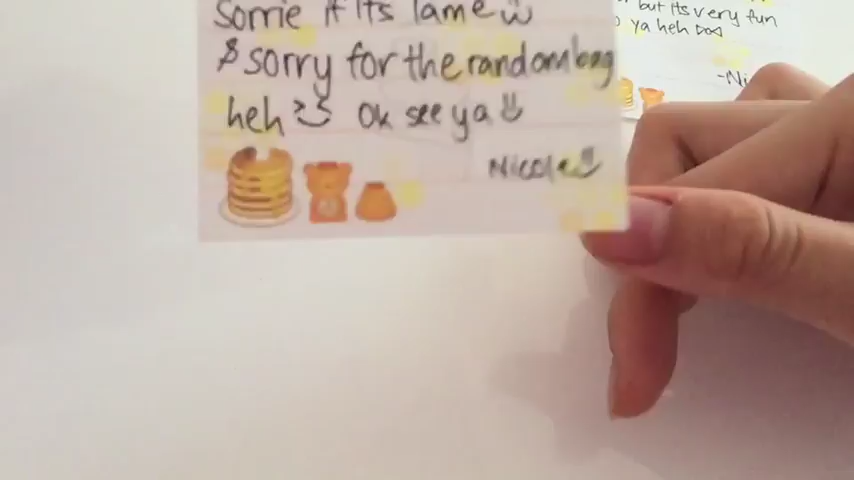 Sorrie if its lame
& sorry for the random bag
heh Ok see ya
Nicole
but its very fun
ya heh
-Ni